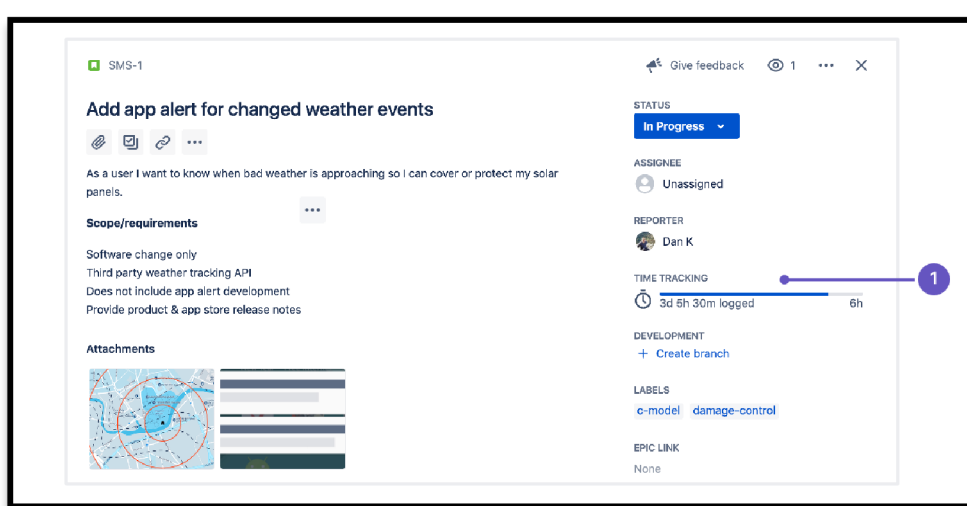 SMS-1
Give feedback
1
Add app alert for changed weather events
As a user I want to know when bad weather is approaching so I can cover or protect my solar
panels.
Scope/requirements
Software change only
Third party weather tracking API
Does not include app alert development
Provide product & app store release notes
Attachments
STATUS
In Progress
ASSIGNEE
Unassigned
REPORTER
Dan K
TIME TRACKING
1
3d 5h 30m logged 6h
DEVELOPMENT
+ Create branch
LABELS
c-model damage-control
EPIC LINK
None